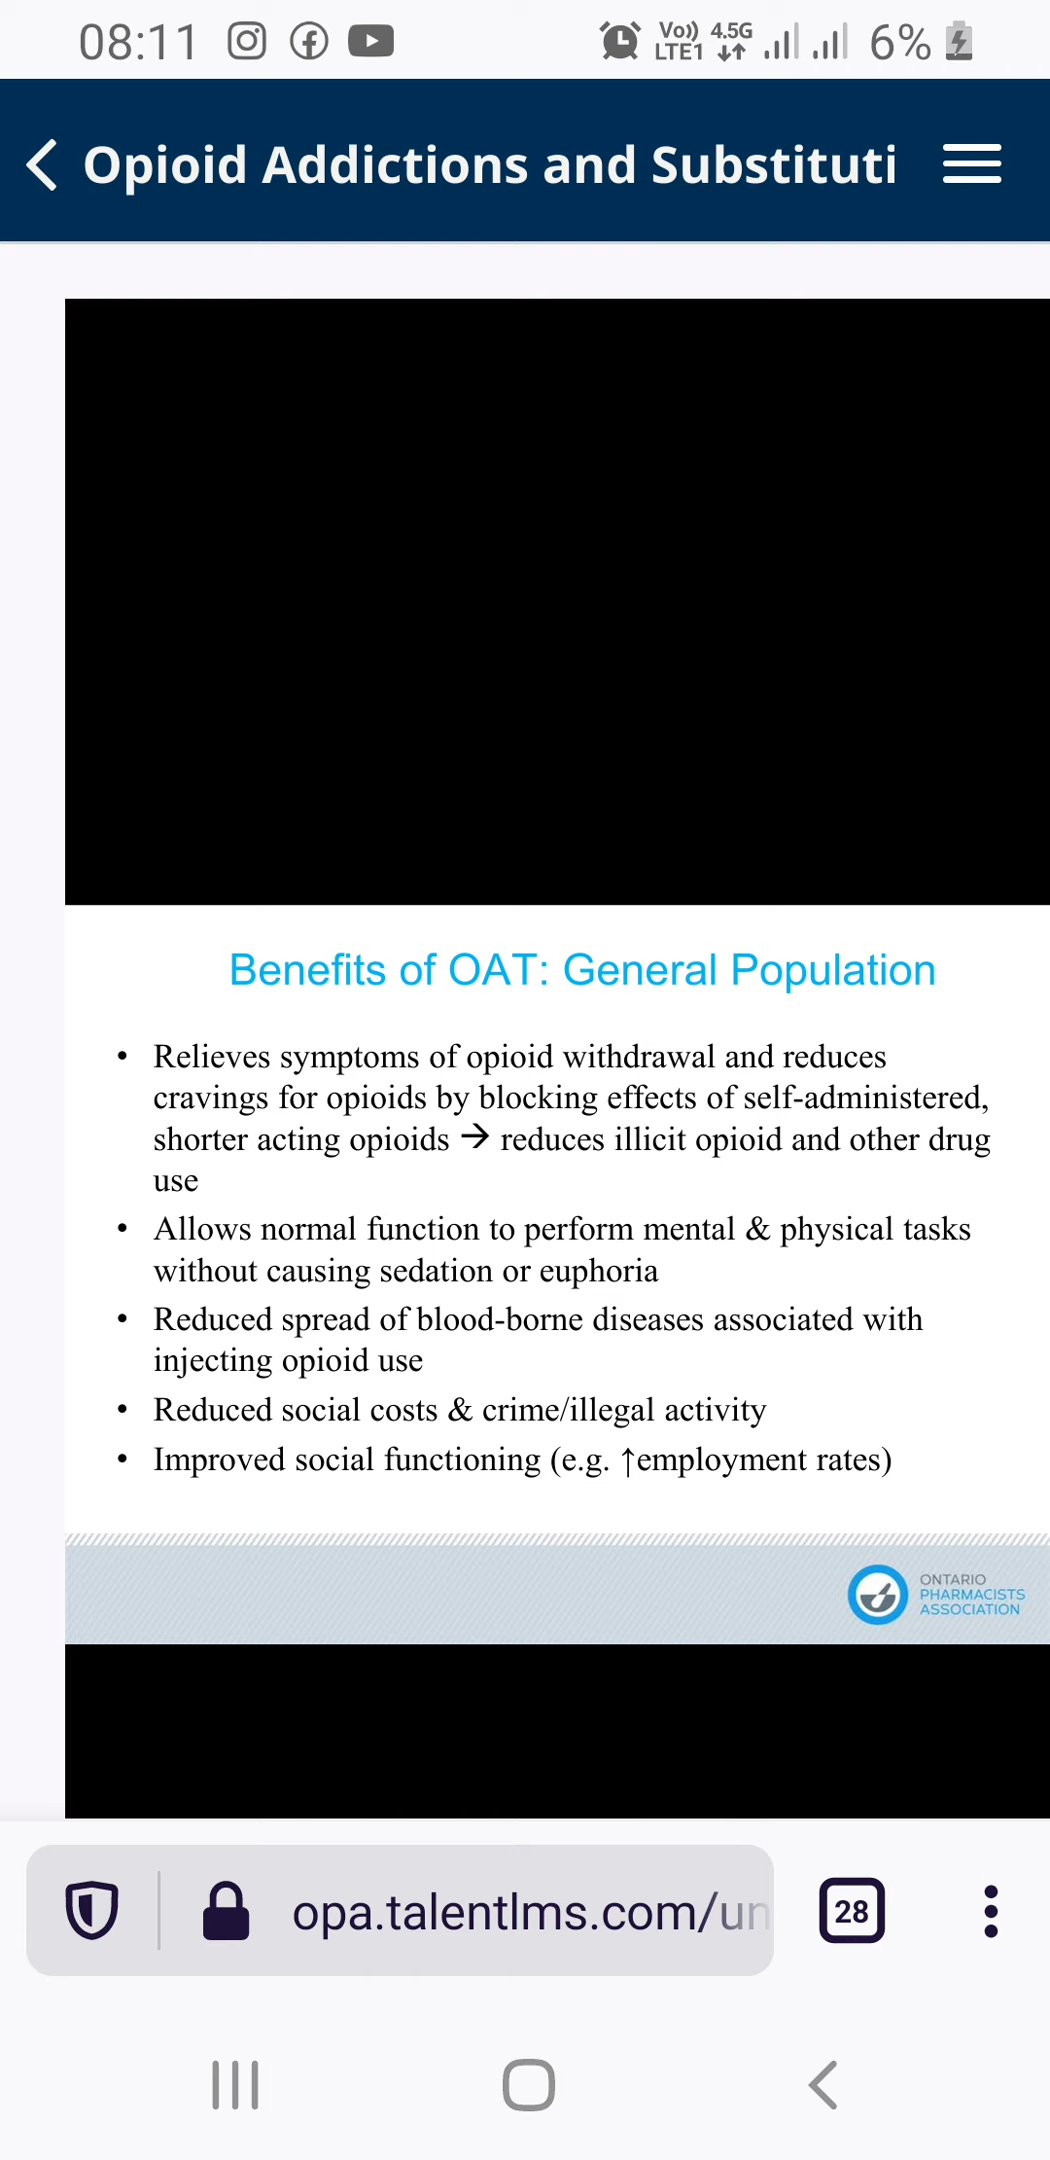 08:11 Vo)) 4.5G 6%
LTE1
Opioid Addictions and Substituti
Benefits of OAT: General Population
• Relieves symptoms of opioid withdrawal and reduces
cravings for opioids by blocking effects of self-administered,
shorter acting opioids → reduces illicit opioid and other drug
use
• Allows normal function to perform mental & physical tasks
without causing sedation or euphoria
• Reduced spread of blood-borne diseases associated with
injecting opioid use
• Reduced social costs & crime/illegal activity
• Improved social functioning (e.g. ↑employment rates)
ONTARIO
PHARMACISTS
ASSOCIATION
opa.talentlms.com/un 28